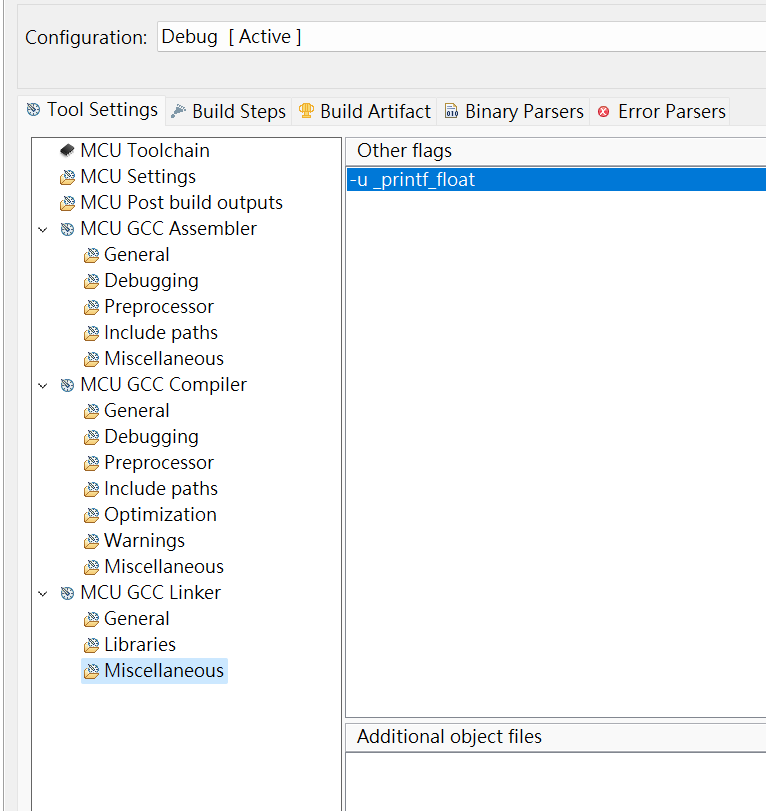 Configuration: Debug [ Active ]
Tool Settings Build Steps Build Artifact Binary Parsers Error Parsers
MCU Toolchain
MCU Settings
MCU Post build outputs
MCU GCC Assembler
General
Debugging
Preprocessor
Include paths
Miscellaneous
MCU GCC Compiler
General
Debugging
Preprocessor
Include paths
Optimization
Warnings
Miscellaneous
MCU GCC Linker
General
Libraries
Miscellaneous
Other flags
-u _printf_float
Additional object files